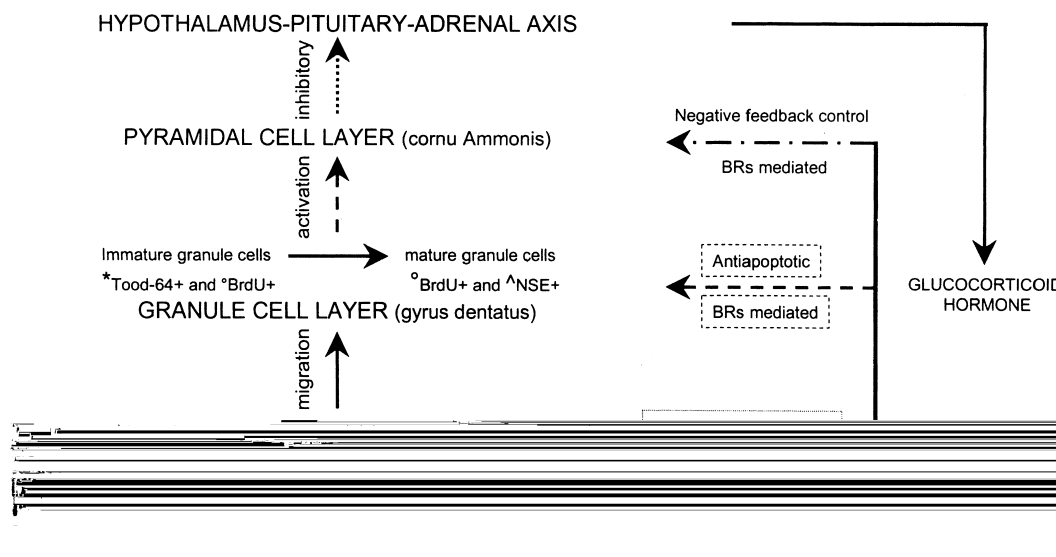 HYPOTHALAMUS-PITUITARY-ADRENAL AXIS
inhibitory
Negative feedback control
PYRAMIDAL CELL LAYER (cornu Ammonis)
BRs mediated
activation
Immature granule cells
mature granule cells
Antiapoptotic
*Tood-64+ and °BrdU+
°BrdU+ and ^NSE+
GLUCOCORTICOID
HORMONE
GRANULE CELL LAYER (gyrus dentatus)
BRs mediated
migration